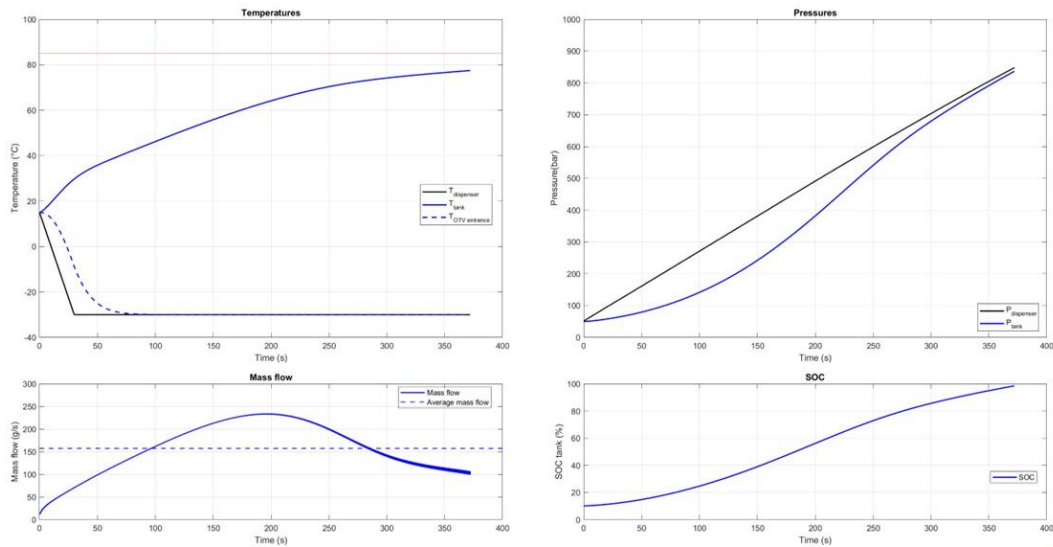 Temperatures
100
80
60
40
20
0
-20
-40
Temperature (°C)
0 50 100 150 200 250 300 350 400
Time (s)
T dispenser
T tank
T OTV entrance
Pressures
1000
900
800
700
600
500
400
300
200
100
0
Pressure(bar)
0 50 100 150 200 250 300 350 400
Time (s)
P dispenser
P tank
Mass flow
300
250
200
150
100
50
0
Mass flow (g/s)
0 50 100 150 200 250 300 350 400
Time (s)
Mass flow
Average mass flow
SOC
100
80
60
40
20
0
SOC tank (%)
0 50 100 150 200 250 300 350 400
Time (s)
SOC